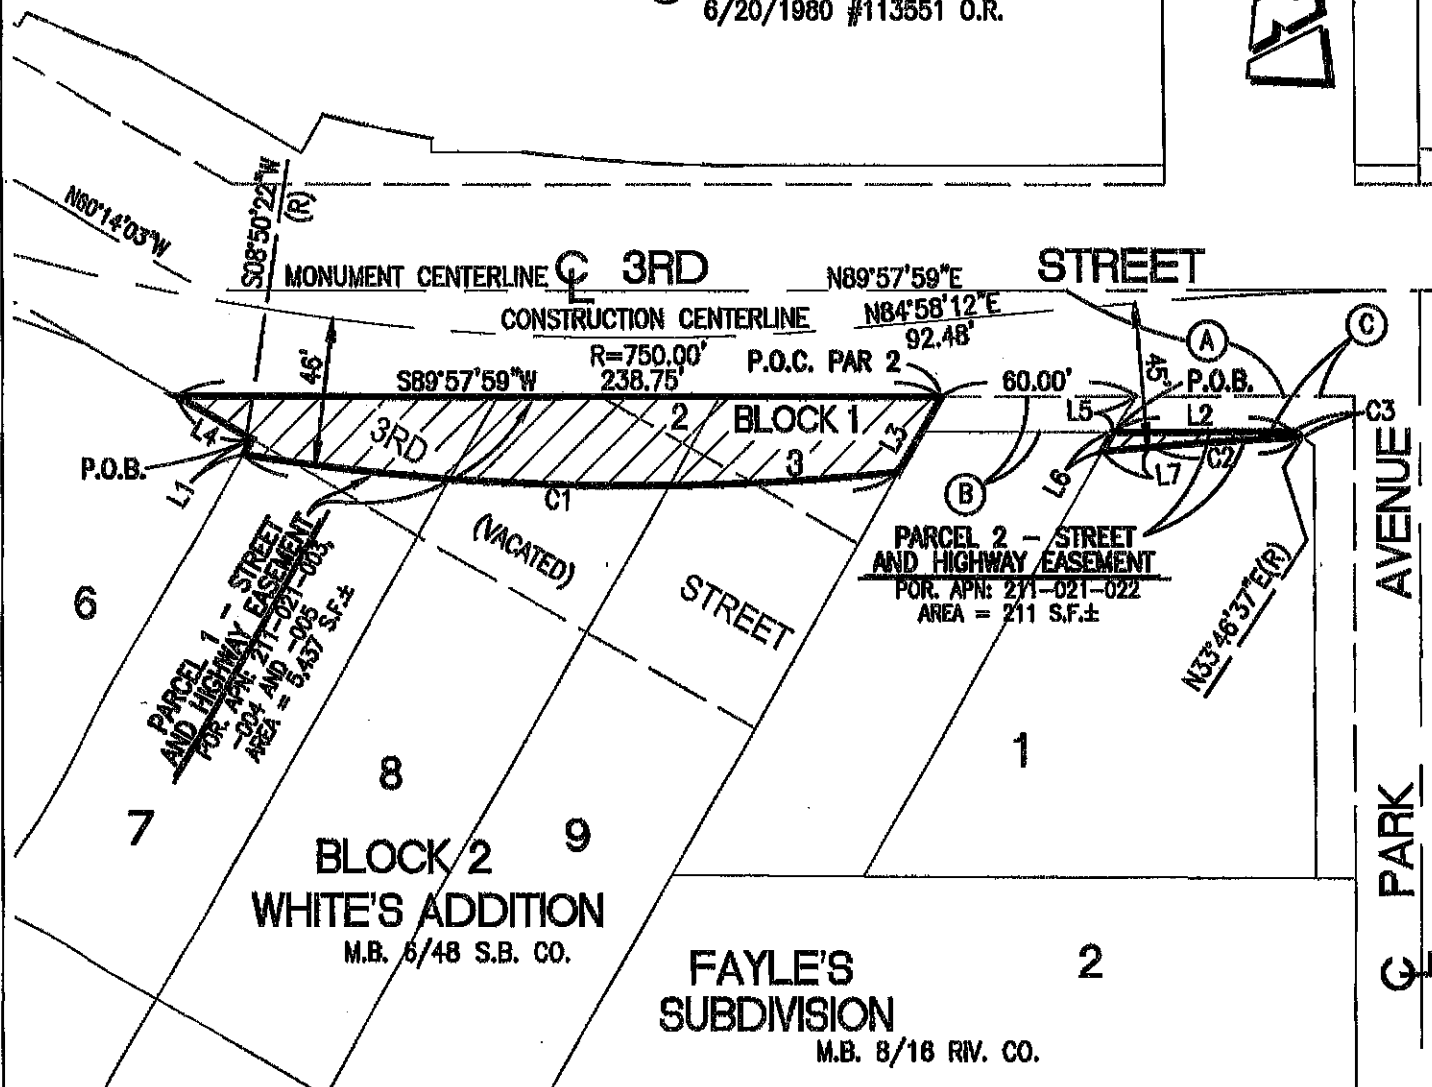 6/20/1980 #113551 O.R.
N60°14'03"W
S08°50'22"W
(R)
MONUMENT CENTERLINE
CL
3RD
STREET
N89°57'59"E
CONSTRUCTION CENTERLINE
N84°58'12"E
92.48'
R=750.00'
P.O.C. PAR 2
46'
S89°57'59"W
238.75'
60.00'
45'
A
C
P.O.B.
L5
L2
C3
L4
3RD
2
BLOCK 1
L3
3
P.O.B.
L1
C1
L6
L7
C2
B
(VACATED)
STREET
PARCEL 2 - STREET
AND HIGHWAY EASEMENT
POR. APN: 211-021-022
AREA = 211 S.F.±
N33°46'37"E(R)
AVENUE
PARK
CL
PARCEL 1 - STREET
AND HIGHWAY EASEMENT
POR. APN: 211-021-003,
-004 AND -005
AREA = 5,437 S.F.±
6
7
8
9
1
BLOCK 2
WHITE'S ADDITION
M.B. 6/48 S.B. CO.
FAYLE'S
SUBDIVISION
M.B. 8/16 RIV. CO.
2